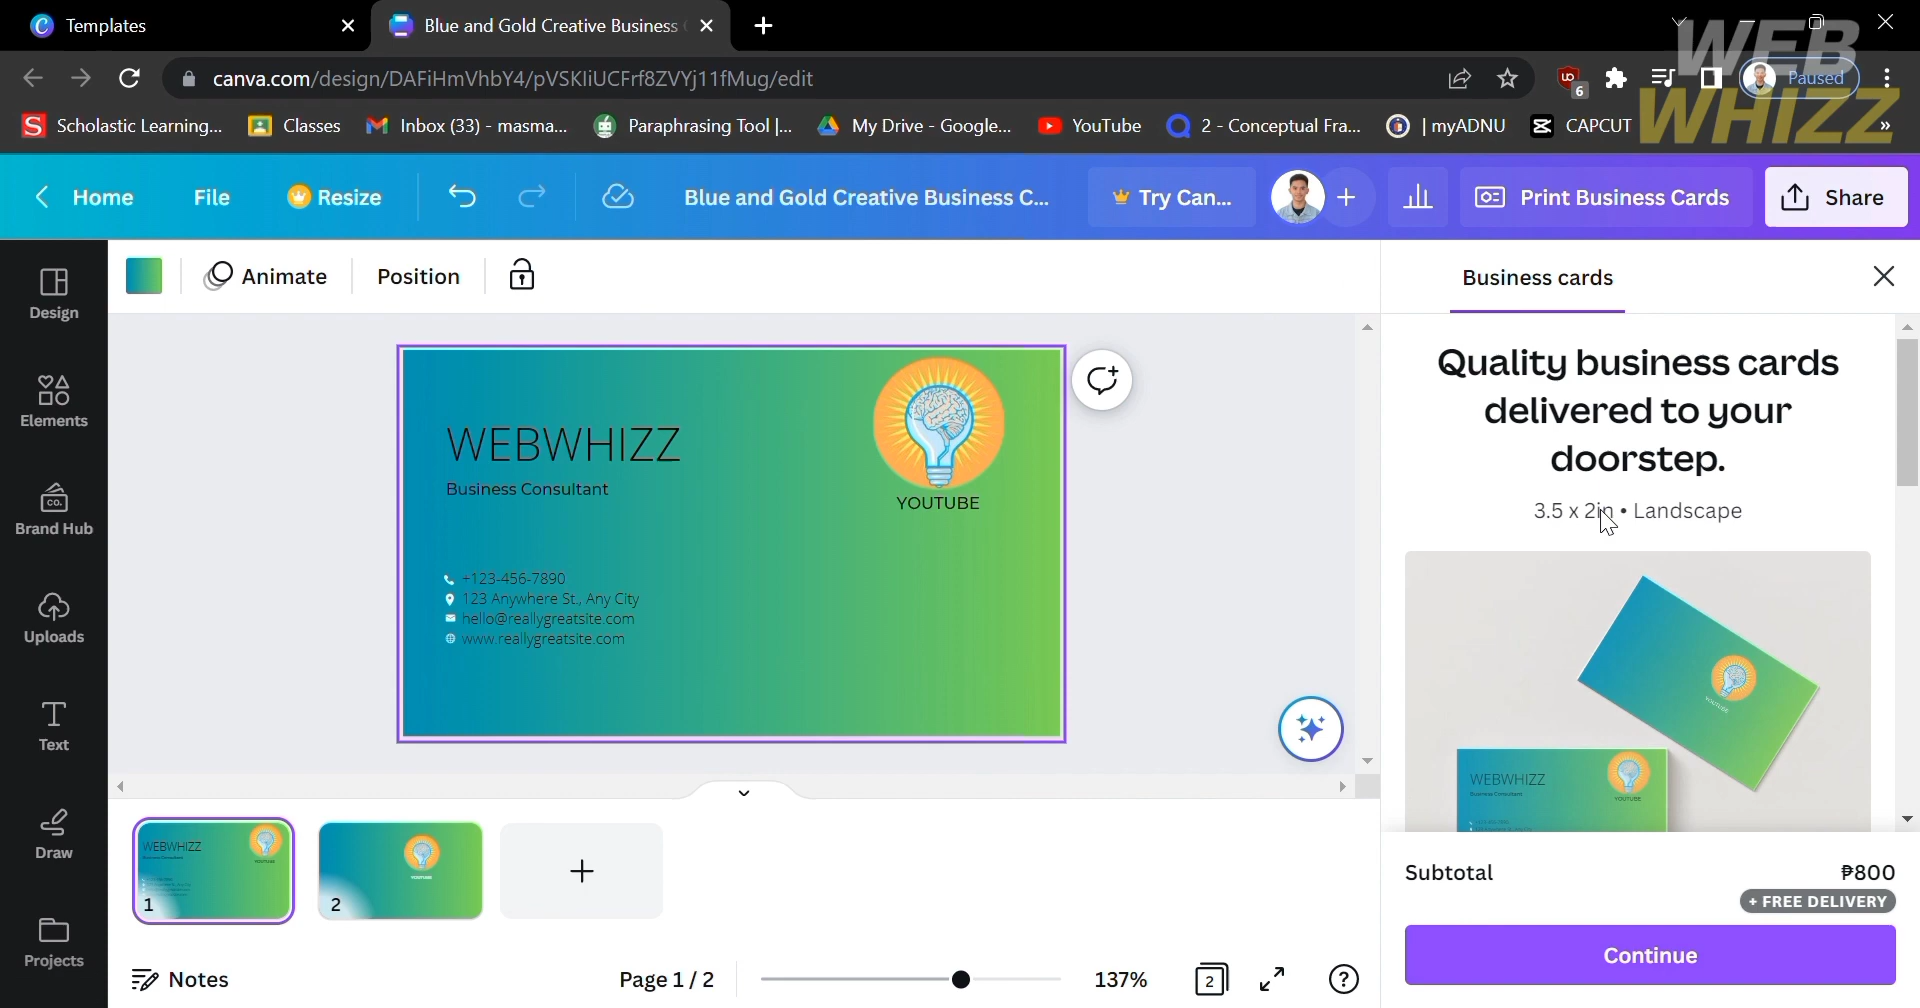 Templates
Blue and Gold Creative Business
WEB
WHIZZ
canva.com/design/DAFiHmVhbY4/pVSKliUCFrf8ZVYj11fMug/edit
6
Paused
Scholastic Learning...
Classes
Inbox (33) - masma...
Paraphrasing Tool |...
My Drive - Google...
YouTube
2 - Conceptual Fra...
| myADNU
CAPCUT
»
Home
File
Resize
Blue and Gold Creative Business C...
Try Can...
Print Business Cards
Share
Design
Elements
Brand Hub
Uploads
Text
Draw
Projects
Animate
Position
Business cards
WEBWHIZZ
Business Consultant
YOUTUBE
+123-456-7890
123 Anywhere St., Any City
hello@reallygreatsite.com
www.reallygreatsite.com
Quality business cards
delivered to your
doorstep.
3.5 x 2in • Landscape
YOUTUBE
WEBWHIZZ
Business Consultant
YOUTUBE
WEBWHIZZ
YOUTUBE
1
YOUTUBE
2
Subtotal
₱800
+ FREE DELIVERY
Continue
Notes
Page 1 / 2
137%
2